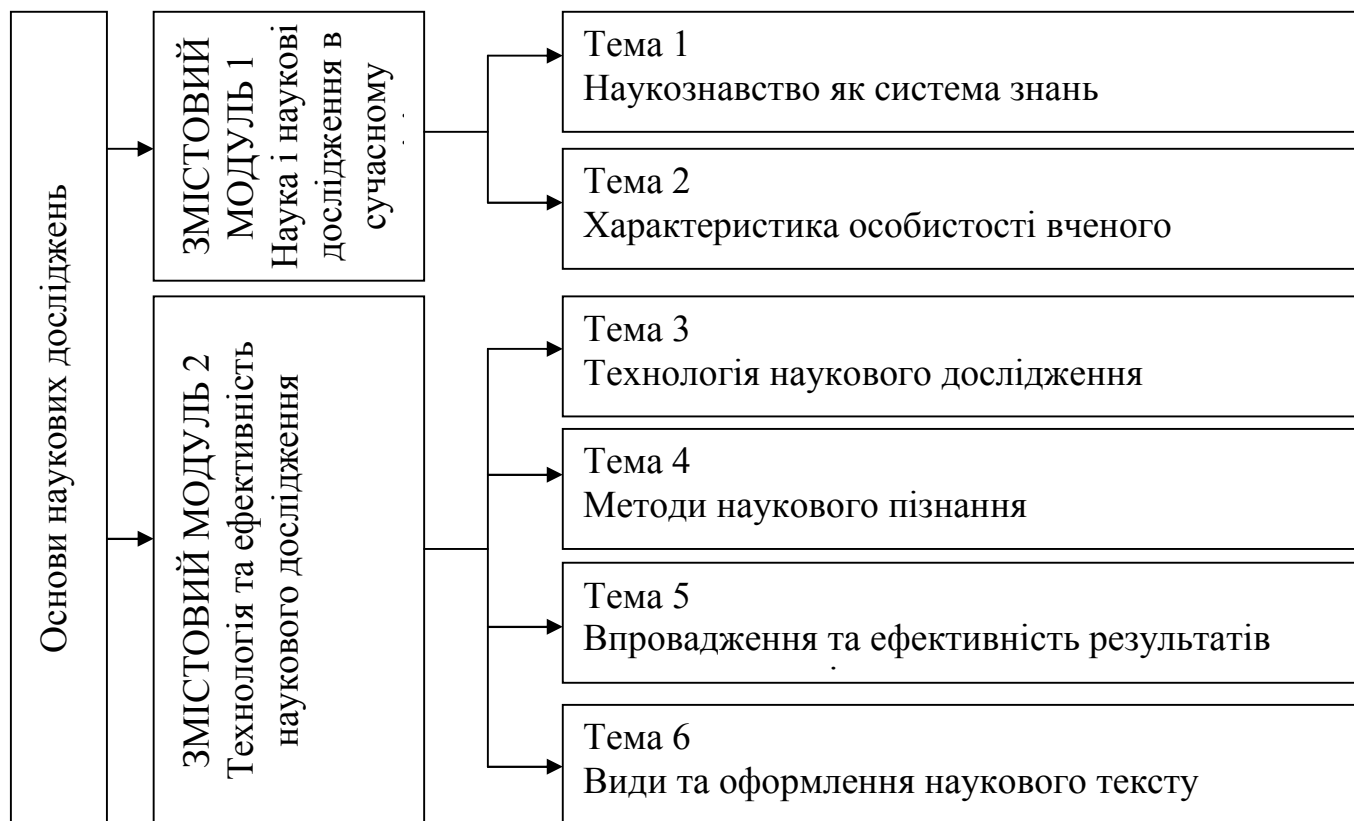 Основи наукових досліджень
ЗМІСТОВИЙ
МОДУЛЬ 1
Наука і наукові
дослідження в
сучасному
Тема 1
Наукознавство як система знань
Тема 2
Характеристика особистості вченого
ЗМІСТОВИЙ МОДУЛЬ 2
Технологія та ефективність
наукового дослідження
Тема 3
Технологія наукового дослідження
Тема 4
Методи наукового пізнання
Тема 5
Впровадження та ефективність результатів
Тема 6
Види та оформлення наукового тексту